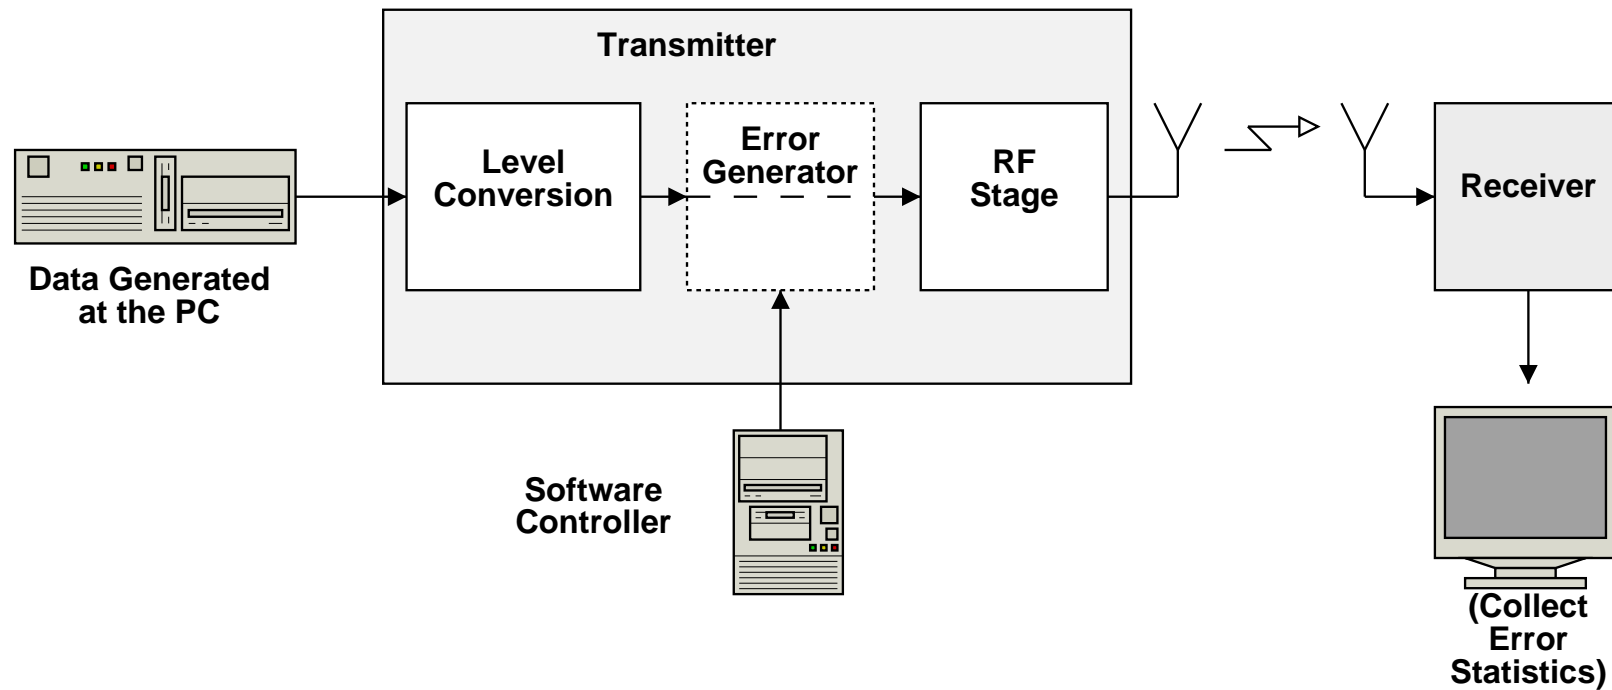 Transmitter
Level
Conversion
Error
Generator
RF
Stage
Receiver
Data Generated
at the PC
Software
Controller
(Collect
Error
Statistics)